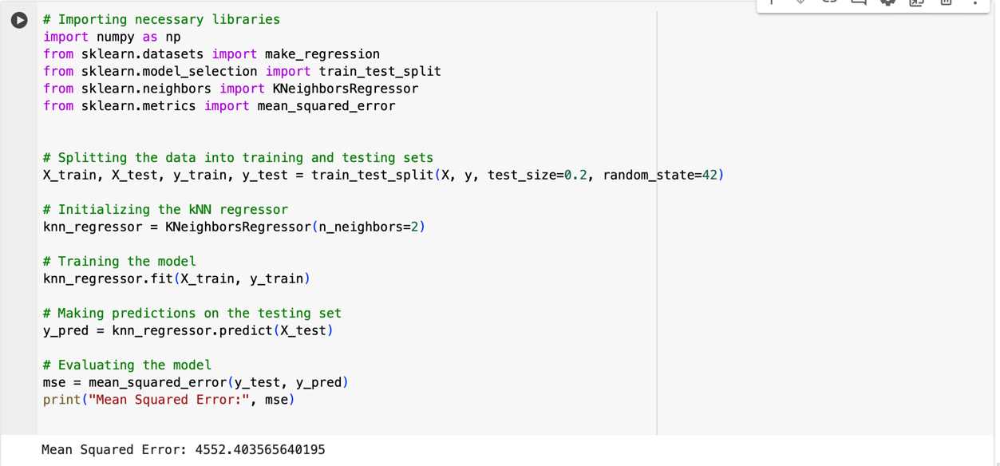 # Importing necessary libraries
import numpy as np
from sklearn.datasets import make_regression
from sklearn.model_selection import train_test_split
from sklearn.neighbors import KNeighborsRegressor
from sklearn.metrics import mean_squared_error
# Splitting the data into training and testing sets
X_train, X_test, y_train, y_test = train_test_split(X, y, test_size=0.2, random_state=42)
# Initializing the kNN regressor
knn_regressor = KNeighborsRegressor(n_neighbors=2)
# Training the model
knn_regressor.fit(X_train, y_train)
# Making predictions on the testing set
y_pred = knn_regressor.predict(X_test)
# Evaluating the model
mse = mean_squared_error(y_test, y_pred)
print("Mean Squared Error:", mse)
Mean Squared Error: 4552.403565640195